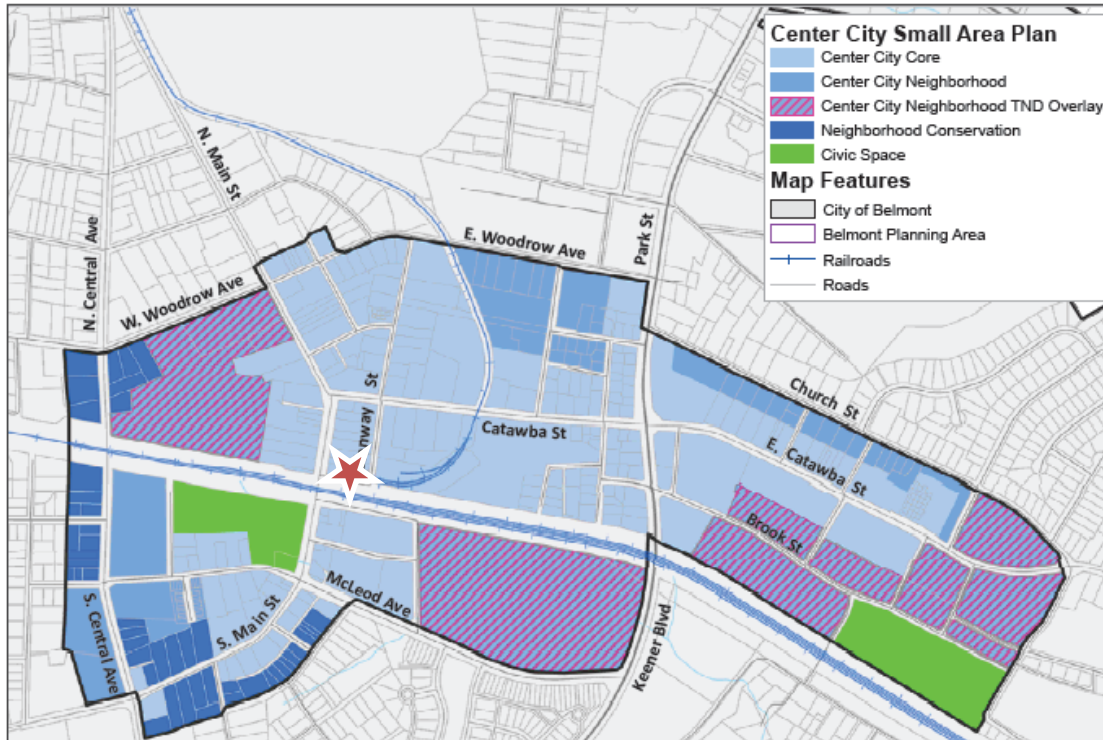 Center City Small Area Plan
Center City Core
Center City Neighborhood
Center City Neighborhood TND Overlay
Neighborhood Conservation
Civic Space
Map Features
City of Belmont
Belmont Planning Area
Railroads
Roads
N. Main St
N. Central Ave
W. Woodrow Ave
E. Woodrow Ave
Park St
Church St
St
Catawba St
E. Catawba St
Brook St
McLeod Ave
S. Main St
S. Central Ave
Keener Blvd